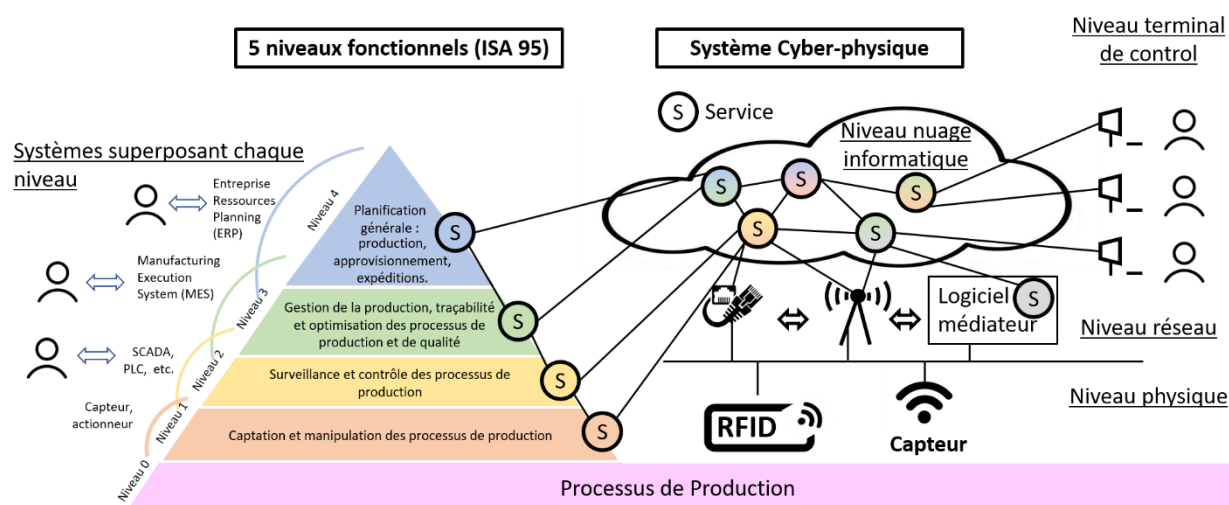 5 niveaux fonctionnels (ISA 95)
Système Cyber-physique
Niveau terminal
de control
S Service
Niveau nuage
informatique
Systèmes superposant chaque
niveau
Entreprise
Ressources
Planning
(ERP)
Manufacturing
Execution
System (MES)
SCADA,
PLC, etc.
Capteur,
actionneur
Niveau 4
Niveau 3
Niveau 2
Niveau 1
Niveau 0
Planification
générale :
production,
approvisionnement,
expéditions.
S
Gestion de la production, traçabilité
et optimisation des processus de
production et de qualité
S
Surveillance et contrôle des processus de
production
S
Captation et manipulation des processus de production
S
S
S
S
S
S
Logiciel
médiateur
S
Niveau réseau
Niveau physique
RFID
Capteur
Processus de Production